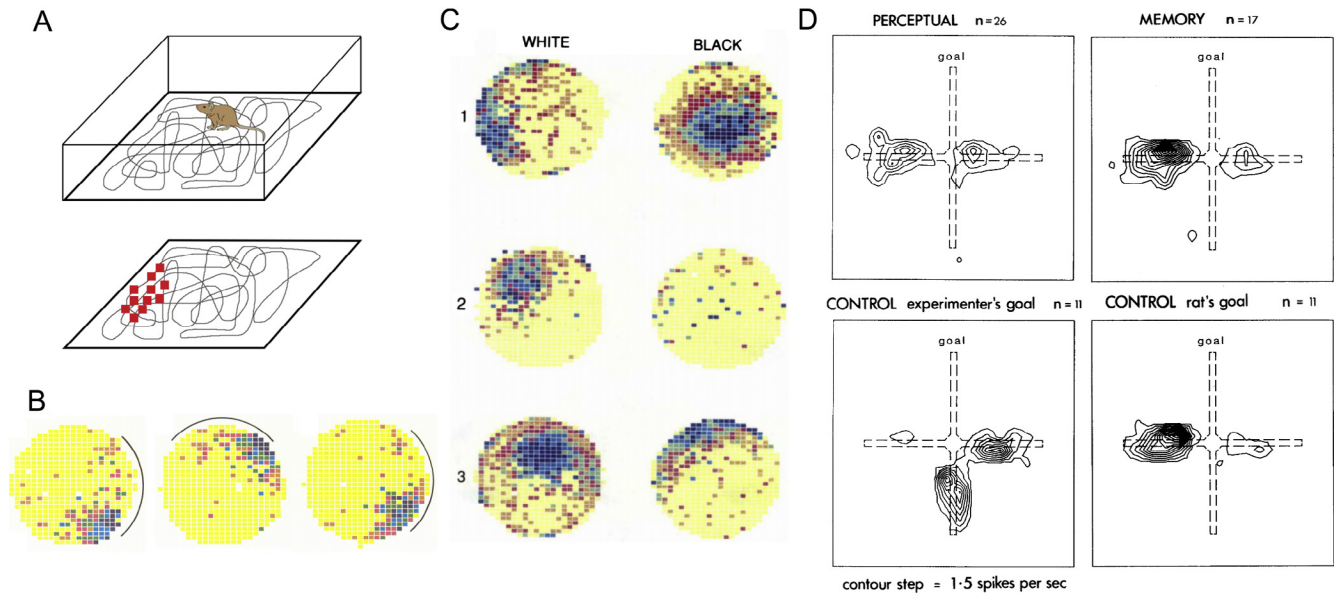 A
B
C
WHITE BLACK
1
2
3
D
PERCEPTUAL n=26
goal
MEMORY n=17
goal
CONTROL experimenter's goal n=11
goal
CONTROL rat's goal n=11
goal
contour step = 1·5 spikes per sec